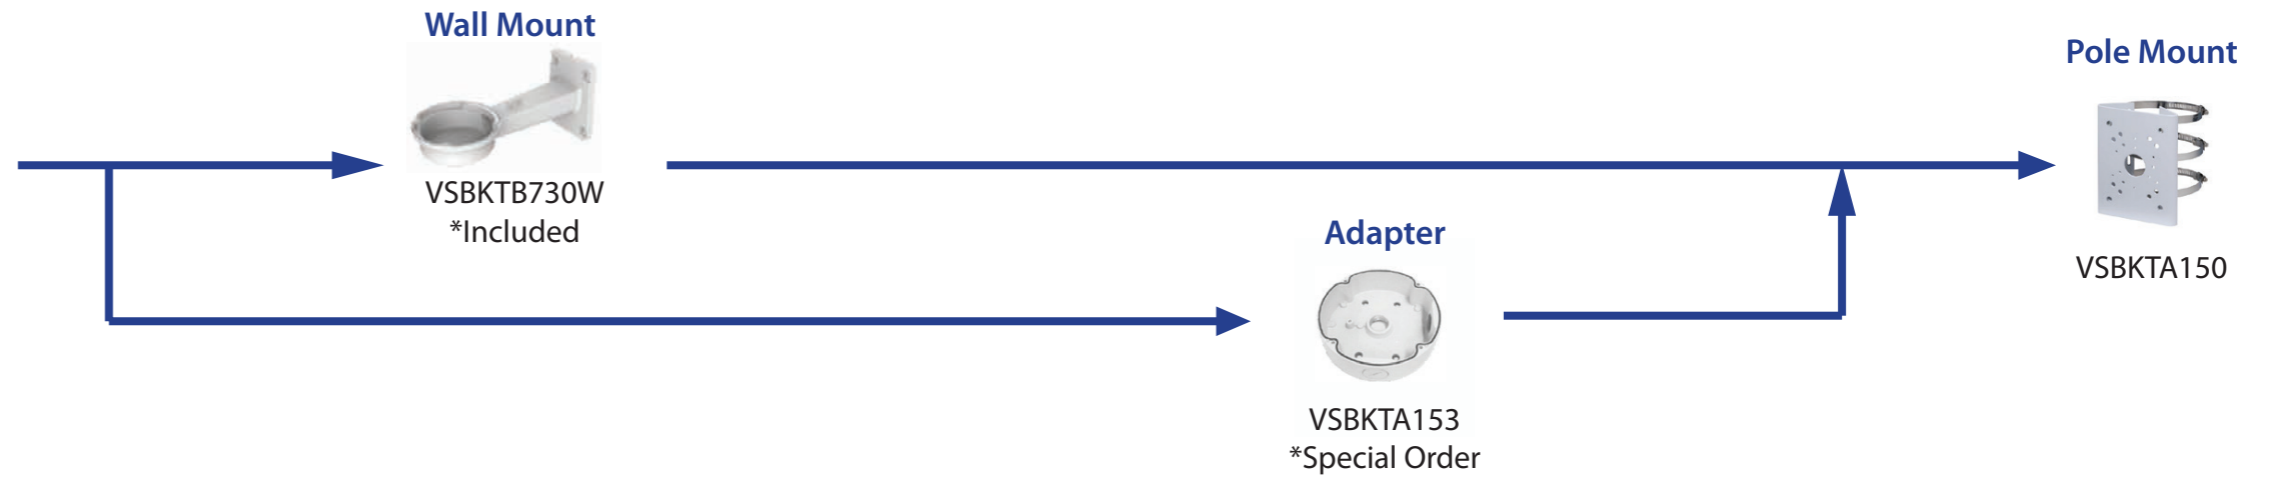 Wall Mount
VSBKTB730W
*Included
Adapter
VSBKTA153
*Special Order
Pole Mount
VSBKTA150